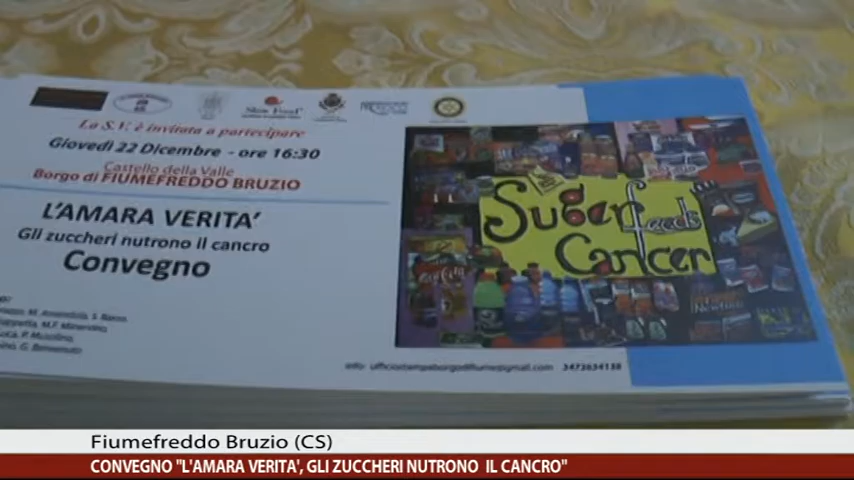 Slow Food
La S.V. è invitata a partecipare
Giovedì 22 Dicembre - ore 16:30
Castello della Valle
Borgo di FIUMEFREDDO BRUZIO
L'AMARA VERITA'
Gli zuccheri nutrono il cancro
Convegno
Sugar
feeds
Cancer
3472634138
Fiumefreddo Bruzio (CS)
CONVEGNO "L'AMARA VERITA', GLI ZUCCHERI NUTRONO IL CANCRO"